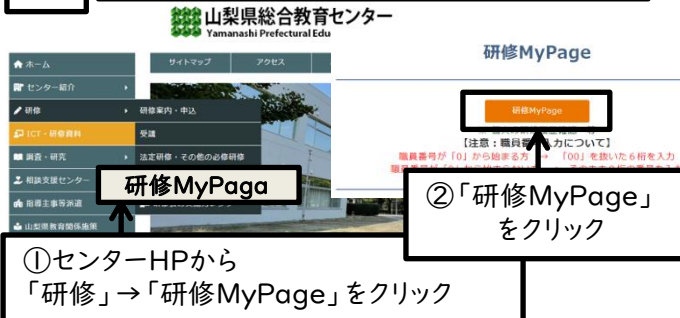 山梨県総合教育センター
Yamanashi Prefectural Edu
ホーム
センター紹介
研修
ICT・研修資料
調査・研究
相談支援センター
指導主事等派遣
山梨県教育関係施策
サイトマップ
アクセス
研修案内・申込
受講
法定研修・その他の必修研修
研修MyPaga
①センターHPから
「研修」→「研修MyPage」をクリック
研修MyPage
研修MyPage
【注意:職員番 入力について】
職員番号が「0」から始まる方 → 「00」を抜いた6桁を入力
②「研修MyPage」
をクリック